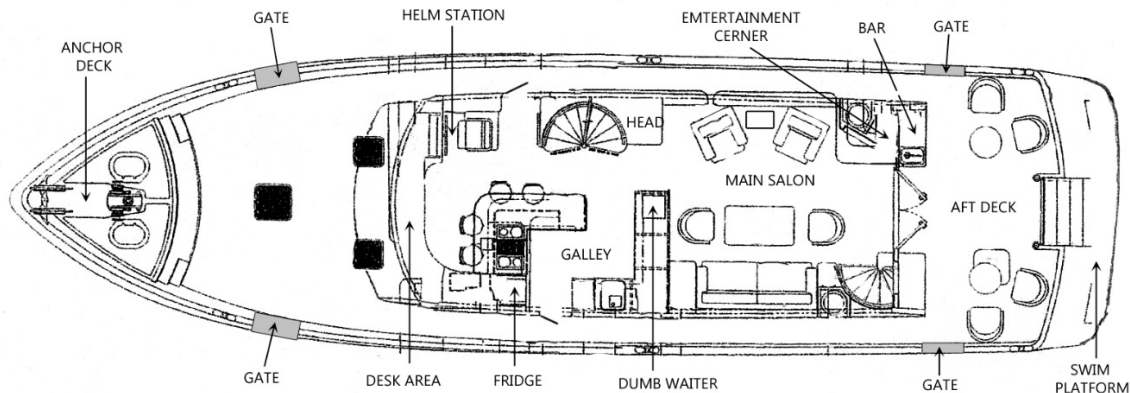 GATE
HELM STATION
EMTERTAINMENT
CERNER
BAR
GATE
ANCHOR
DECK
HEAD
MAIN SALON
AFT DECK
GALLEY
GATE
DESK AREA
FRIDGE
DUMB WAITER
GATE
SWIM
PLATFORM